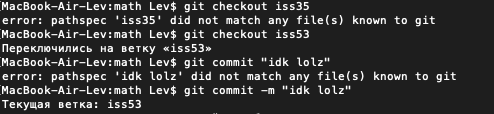 [MacBook-Air-Lev:math Lev$ git checkout iss35
error: pathspec 'iss35' did not match any file(s) known to git
[MacBook-Air-Lev:math Lev$ git checkout iss53
Переключились на ветку «iss53»
[MacBook-Air-Lev:math Lev$ git commit "idk lolz"
error: pathspec 'idk lolz' did not match any file(s) known to git
[MacBook-Air-Lev:math Lev$ git commit -m "idk lolz"
Текущая ветка: iss53